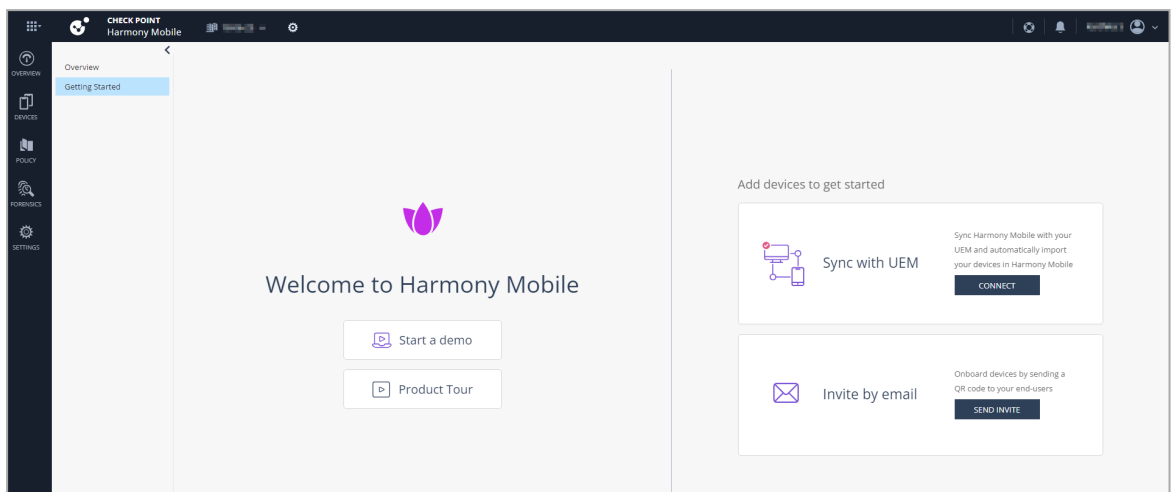 CHECK POINT
Harmony Mobile
OVERVIEW
DEVICES
POLICY
FORENSICS
SETTINGS
Overview
Getting Started
Welcome to Harmony Mobile
Start a demo
Product Tour
Add devices to get started
Sync with UEM
Sync Harmony Mobile with your
UEM and automatically import
your devices in Harmony Mobile
CONNECT
Invite by email
Onboard devices by sending a
QR code to your end-users
SEND INVITE